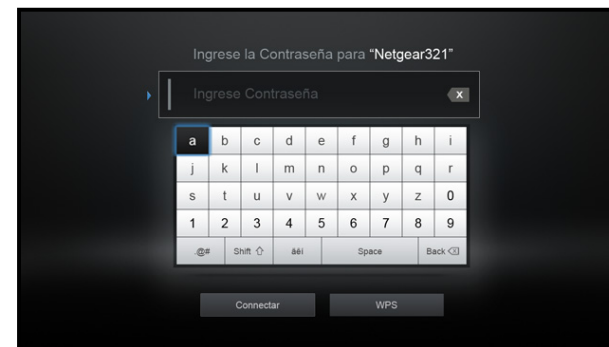 Ingrese la Contraseña para “Netgear321”
Ingrese Contraseña x
a b c d e f g h i
j k l m n o p q r
s t u v w x y z 0
1 2 3 4 5 6 7 8 9
.@# Shift âëì Space Back
Connectar WPS